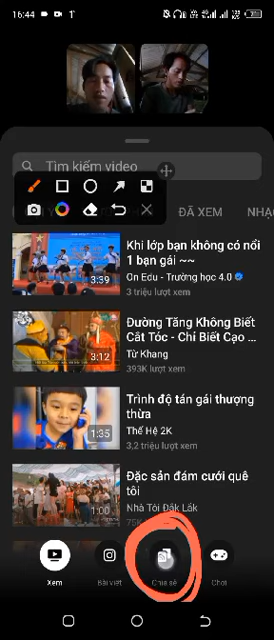 16:44
Tìm kiếm video
ĐÃ XEM
NHẠ
3:39
Khi lớp bạn không có nổi
1 bạn gái ~~
On Edu - Trường học 4.0
3 triệu lượt xem
3:12
Đường Tăng Không Biết
Cắt Tóc - Chỉ Biết Cạo ...
Từ Khang
393K lượt xem
1:35
Trình độ tán gái thượng
thừa
Thế Hệ 2K
3,2 triệu lượt xem
1:00
Đặc sản đám cưới quê
tôi
Nhà Tôi Đắk Lắk
Xem
Bài viết
Chia sẻ
Chơi